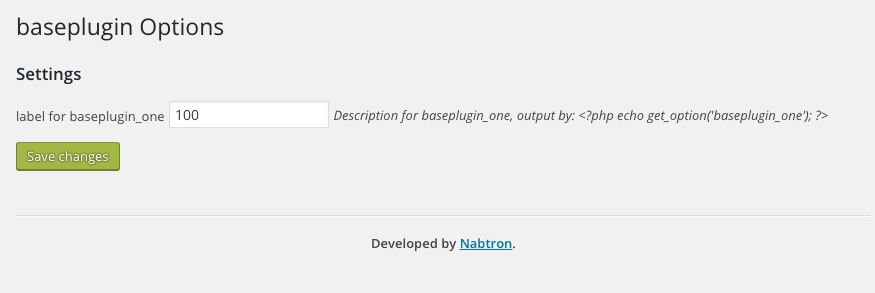 baseplugin Options
Settings
label for baseplugin_one 100 Description for baseplugin_one, output by: <?php echo get_option('baseplugin_one'); ?>
Save changes
Developed by Nabtron.